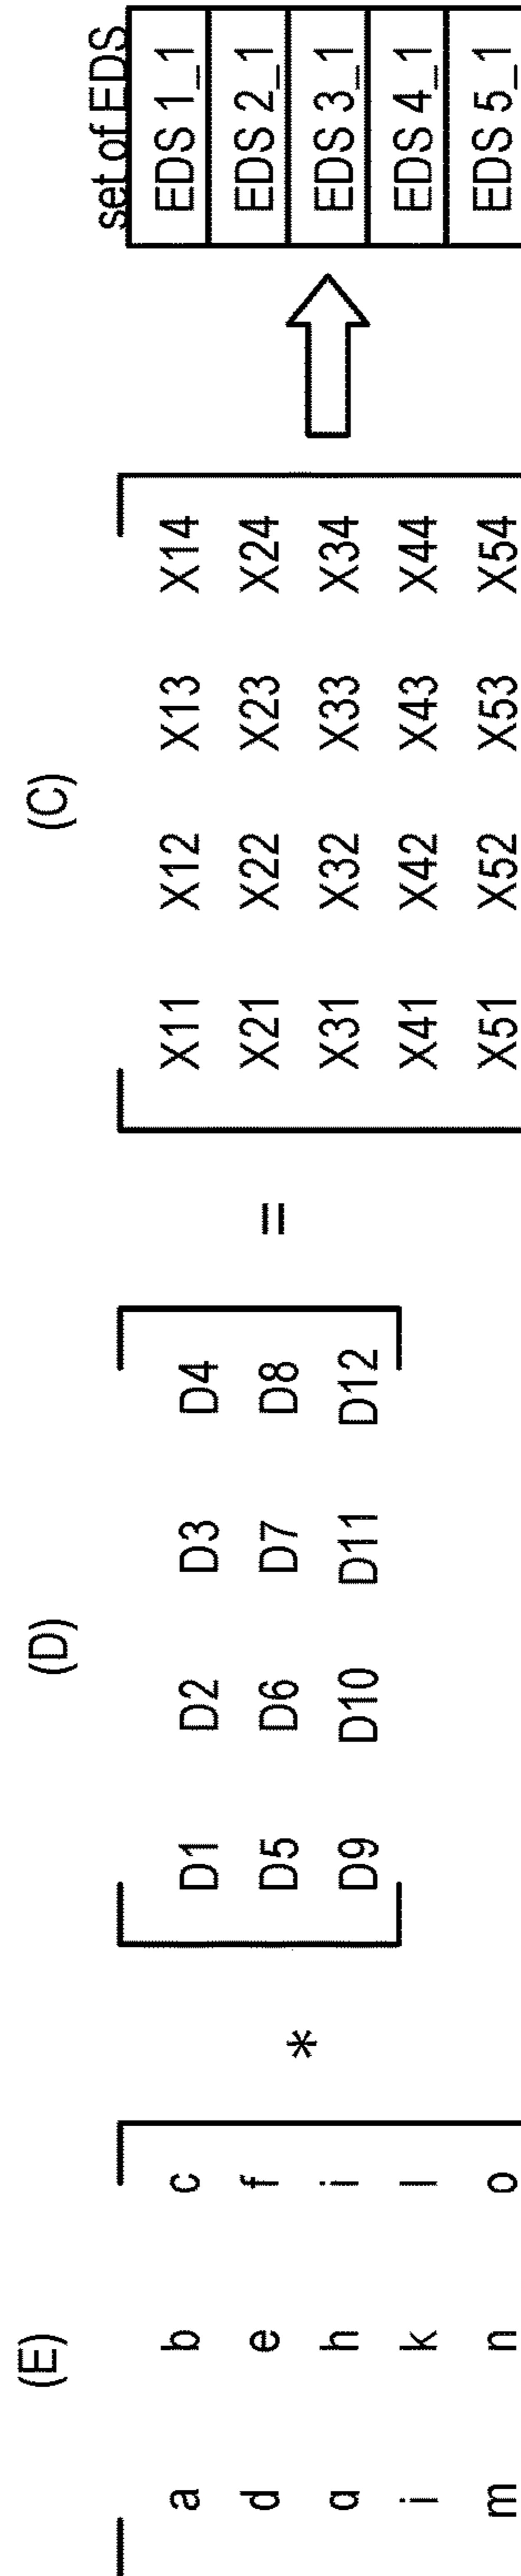 (E) (D) (C) set of EDS
a b c D1 D2 D3 D4 X11 X12 X13 X14 EDS 1_1
d e f * D5 D6 D7 D8 = X21 X22 X23 X24 EDS 2_1
g h i D9 D10 D11 D12 X31 X32 X33 X34 EDS 3_1
j k l X41 X42 X43 X44 EDS 4_1
m n o X51 X52 X53 X54 EDS 5_1